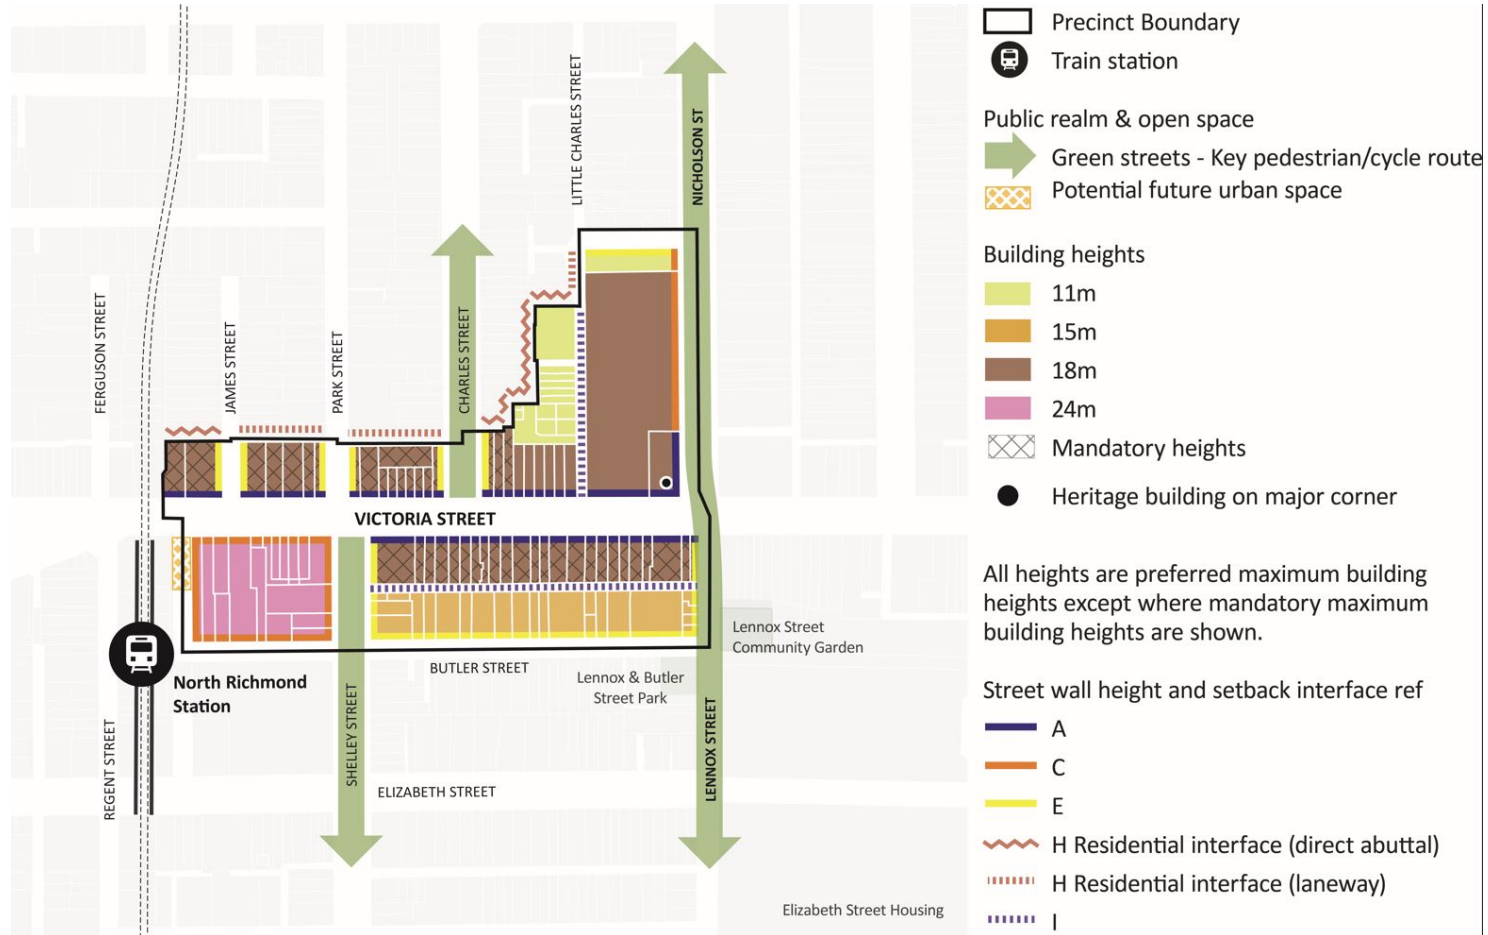 FERGUSON STREET
JAMES STREET
PARK STREET
CHARLES STREET
LITTLE CHARLES STREET
NICHOLSON ST
VICTORIA STREET
North Richmond
Station
REGENT STREET
SHELLEY STREET
BUTLER STREET
ELIZABETH STREET
Lennox & Butler
Street Park
Lennox Street
Community Garden
LENNOX STREET
Elizabeth Street Housing
Precinct Boundary
Train station
Public realm & open space
Green streets - Key pedestrian/cycle route
Potential future urban space
Building heights
11m
15m
18m
24m
Mandatory heights
Heritage building on major corner
All heights are preferred maximum building
heights except where mandatory maximum
building heights are shown.
Street wall height and setback interface ref
A
C
E
H Residential interface (direct abuttal)
H Residential interface (laneway)
I